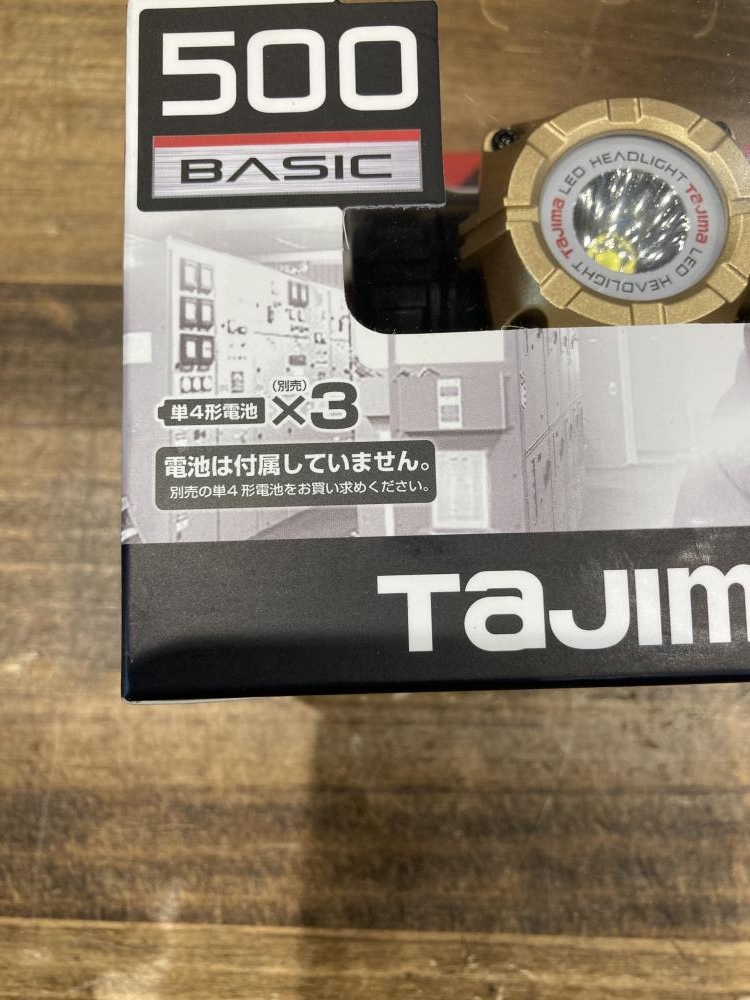 500
BASIC
TaJIma LED HEADLIGHT TaJIma LED HEADLIGHT
(別売)
単4形電池 ×3
電池は付属していません。
別売の単4形電池をお買い求めください。
TaJIm